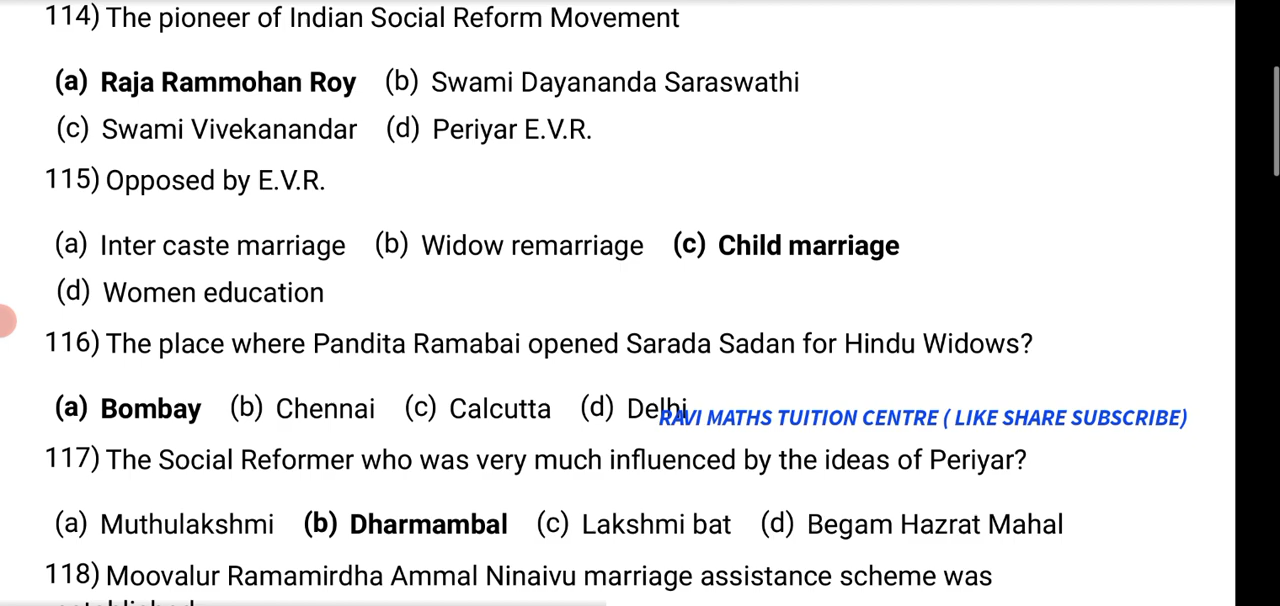 114) The pioneer of Indian Social Reform Movement
(a) Raja Rammohan Roy (b) Swami Dayananda Saraswathi
(c) Swami Vivekanandar (d) Periyar E.V.R.
115) Opposed by E.V.R.
(a) Inter caste marriage (b) Widow remarriage (c) Child marriage
(d) Women education
116) The place where Pandita Ramabai opened Sarada Sadan for Hindu Widows?
(a) Bombay (b) Chennai (c) Calcutta (d) Delhi
RAVI MATHS TUITION CENTRE ( LIKE SHARE SUBSCRIBE)
117) The Social Reformer who was very much influenced by the ideas of Periyar?
(a) Muthulakshmi (b) Dharmambal (c) Lakshmi bat (d) Begam Hazrat Mahal
118) Moovalur Ramamirdha Ammal Ninaivu marriage assistance scheme was